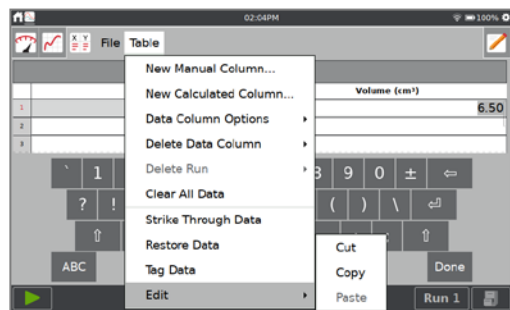 02:04PM
100%
X Y
File Table
New Manual Column...
New Calculated Column...
Data Column Options
Delete Data Column
Delete Run
Clear All Data
Strike Through Data
Restore Data
Tag Data
Edit
Cut
Copy
Paste
Volume (cm³)
1
6.50
2
3
` 1 8 9 0 ±
? ! ( ) \
ABC
Done
Run 1